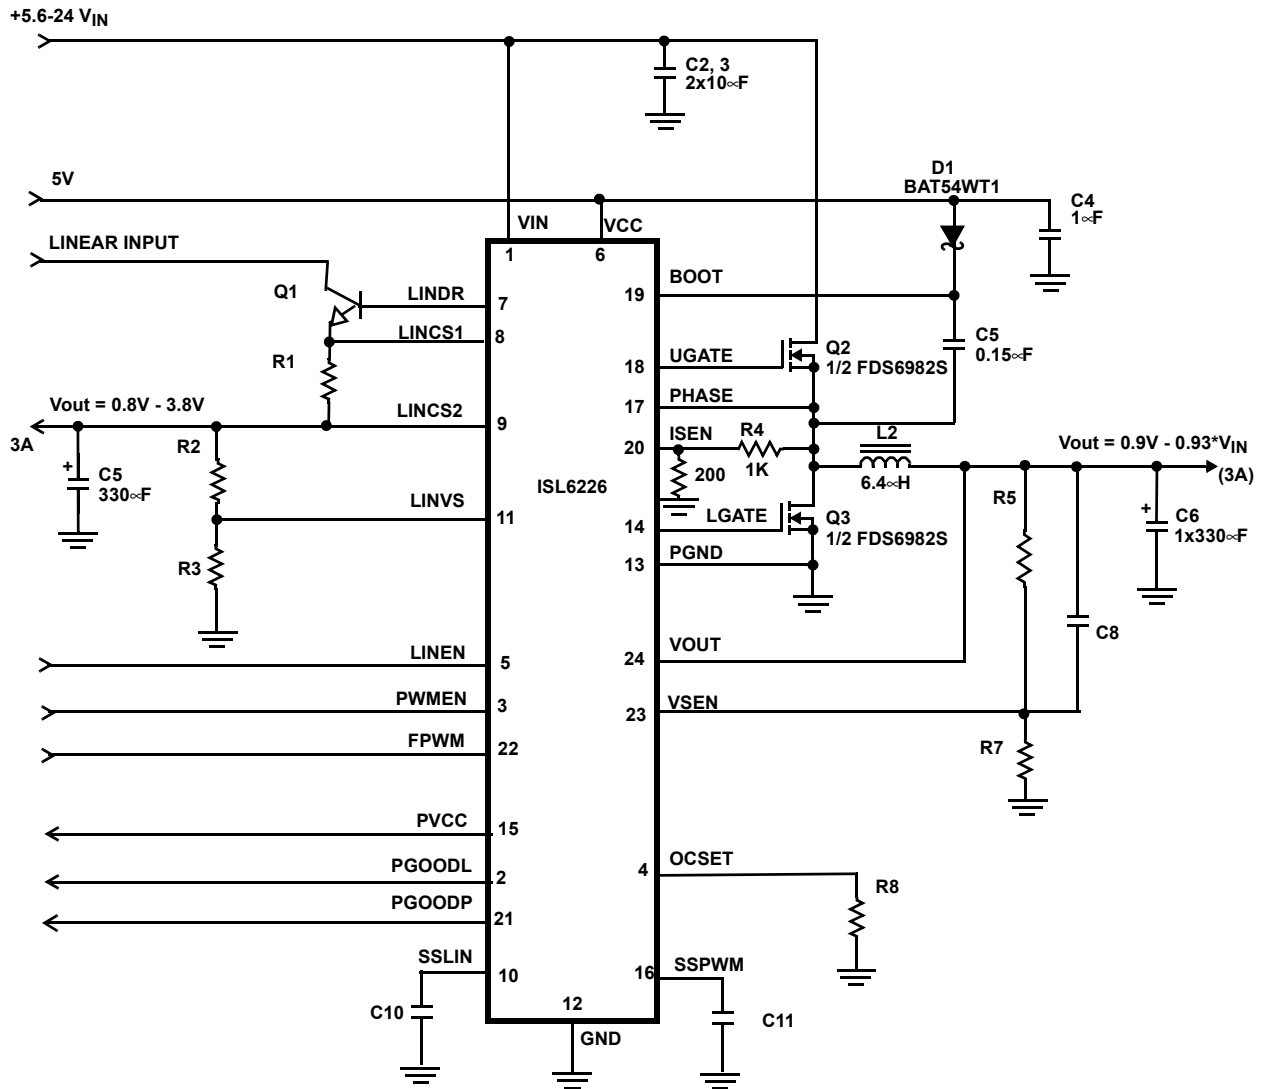 +5.6-24 VIN
C2, 3
2x10∝F
5V
D1
BAT54WT1
C4
1∝F
VIN
VCC
LINEAR INPUT
1
6
BOOT
19
Q1
LINDR
7
LINCS1
8
C5
0.15∝F
R1
UGATE
18
Q2
1/2 FDS6982S
PHASE
17
Vout = 0.8V - 3.8V
LINCS2
9
3A
R2
ISEN
20
R4
1K
L2
6.4∝H
Vout = 0.9V - 0.93*VIN
(3A)
+
C5
330∝F
200
ISL6226
R5
LINVS
11
LGATE
14
Q3
1/2 FDS6982S
+
C6
1x330∝F
R3
PGND
13
C8
LINEN
5
VOUT
24
PWMEN
3
VSEN
23
FPWM
22
R7
PVCC
15
PGOODL
2
OCSET
4
R8
PGOODP
21
SSLIN
10
SSPWM
16
C10
12
GND
C11